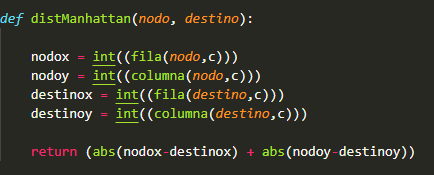 def distManhattan(nodo, destino):
nodox = int((fila(nodo,c)))
nodoy = int((columna(nodo,c)))
destinox = int((fila(destino,c)))
destinoy = int((columna(destino,c)))
return (abs(nodox-destinox) + abs(nodoy-destinoy))